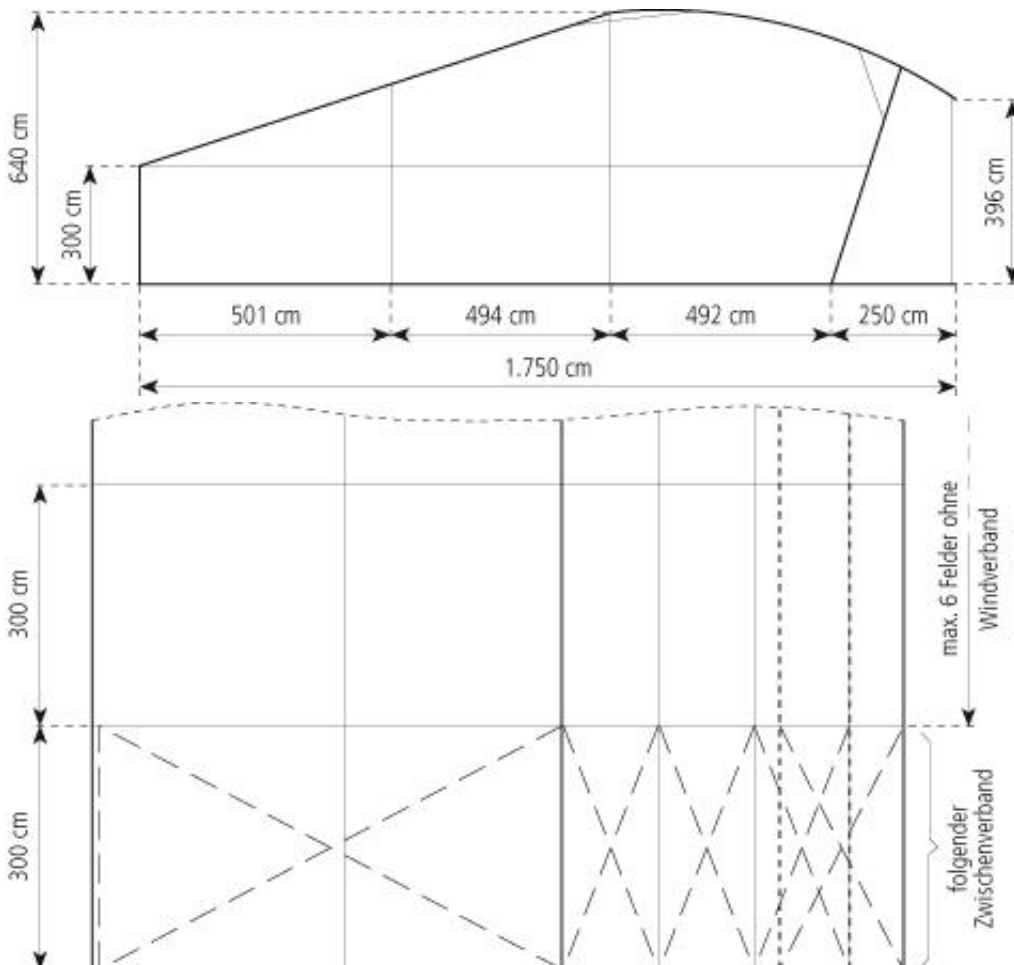 640 cm
300 cm
396 cm
501 cm
494 cm
492 cm
250 cm
1.750 cm
300 cm
max. 6 Felder ohne
Windverband
300 cm
folgender
Zwischenverband